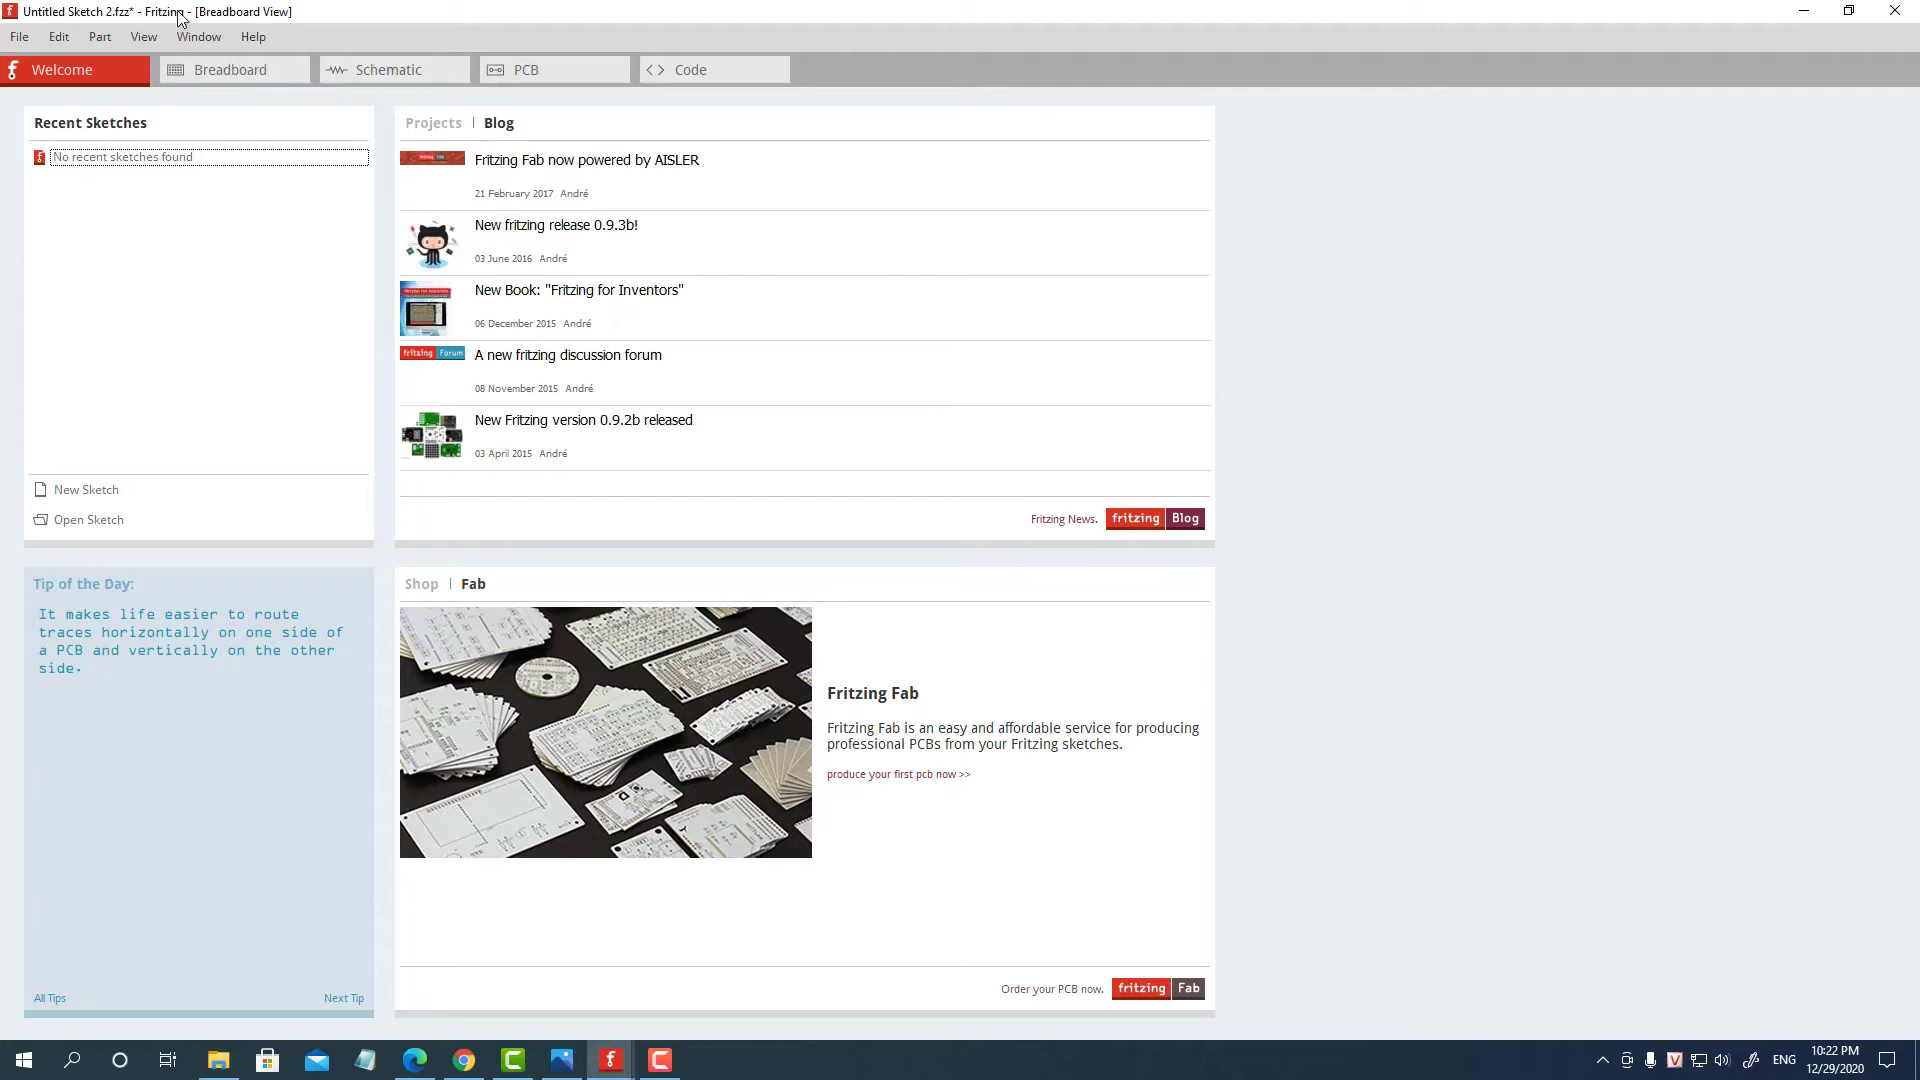 Untitled Sketch 2.fzz* - Fritzing - [Breadboard View]
File Edit Part View Window Help
Welcome Breadboard Schematic PCB Code
Recent Sketches
No recent sketches found
New Sketch
Open Sketch
Projects | Blog
Fritzing Fab now powered by AISLER
21 February 2017 André
New fritzing release 0.9.3b!
03 June 2016 André
New Book: "Fritzing for Inventors"
06 December 2015 André
fritzing Forum
A new fritzing discussion forum
08 November 2015 André
New Fritzing version 0.9.2b released
03 April 2015 André
Fritzing News. fritzing Blog
Tip of the Day:
It makes life easier to route
traces horizontally on one side of
a PCB and vertically on the other
side.
All Tips Next Tip
Shop | Fab
Fritzing Fab
Fritzing Fab is an easy and affordable service for producing
professional PCBs from your Fritzing sketches.
produce your first pcb now >>
Order your PCB now. fritzing Fab
ENG
10:22 PM
12/29/2020